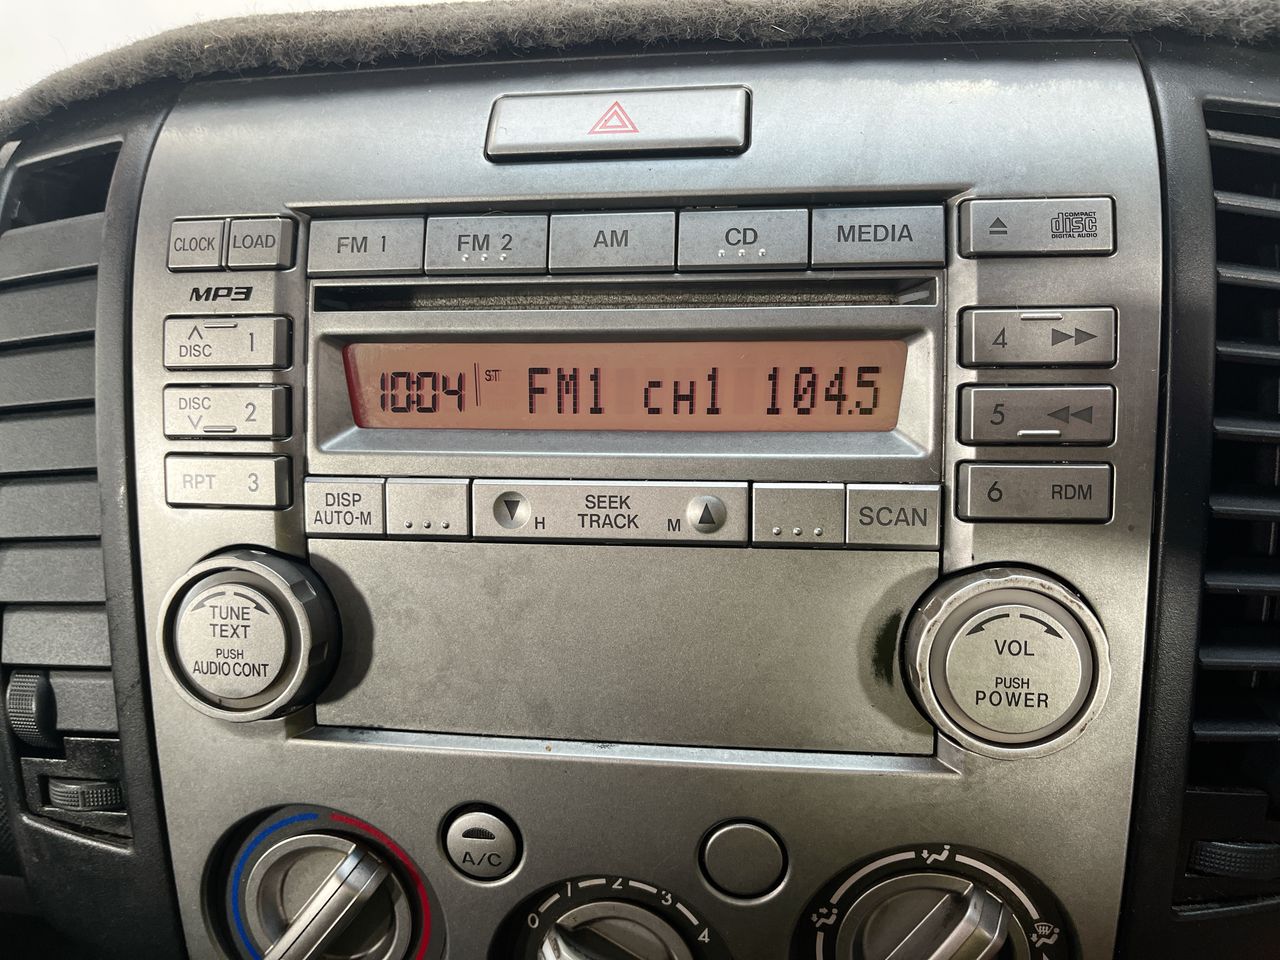 CLOCK LOAD FM 1 FM 2 AM CD MEDIA COMPACT disc DIGITAL AUDIO
MP3
DISC 1
10:04 ST FM1 CH1 104.5
4
DISC 2
5
RPT 3
6 RDM
DISP AUTO-M
H SEEK TRACK M
SCAN
TUNE
TEXT
PUSH
AUDIO CONT
VOL
PUSH
POWER
A/C
0 1 2 3 4